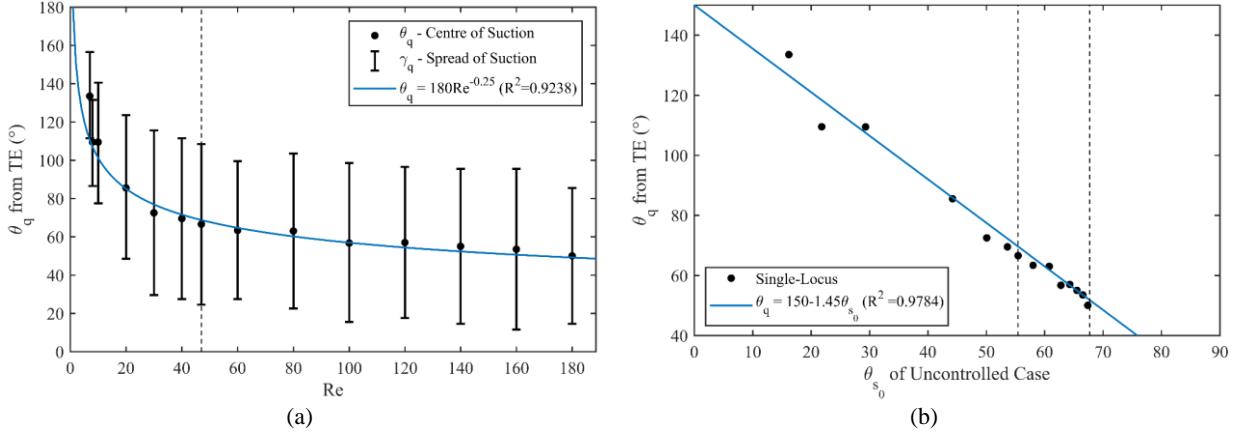 180
160
140
120
100
80
60
40
20
0
θq from TE (°)
θq - Centre of Suction
γq - Spread of Suction
θq = 180Re^-0.25 (R²=0.9238)
0 20 40 60 80 100 120 140 160 180
Re
(a)
140
120
100
80
60
40
θq from TE (°)
Single-Locus
θq = 150-1.45θs0 (R²=0.9784)
0 10 20 30 40 50 60 70 80 90
θs0 of Uncontrolled Case
(b)